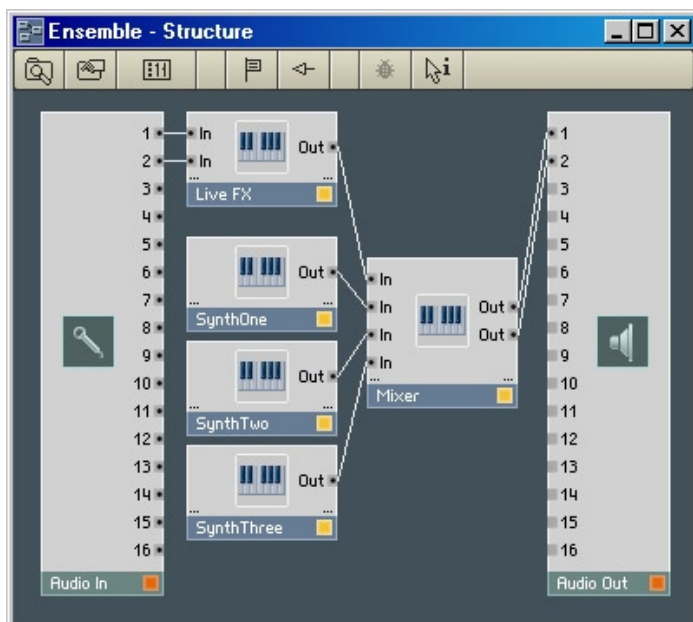 Ensemble - Structure
i
1
2
3
4
5
6
7
8
9
10
11
12
13
14
15
16
Audio In
In
In
Out
...
...
Live FX
Out
...
...
SynthOne
Out
...
...
SynthTwo
Out
...
...
SynthThree
In
In
In
In
Out
Out
...
...
Mixer
1
2
3
4
5
6
7
8
9
10
11
12
13
14
15
16
Audio Out